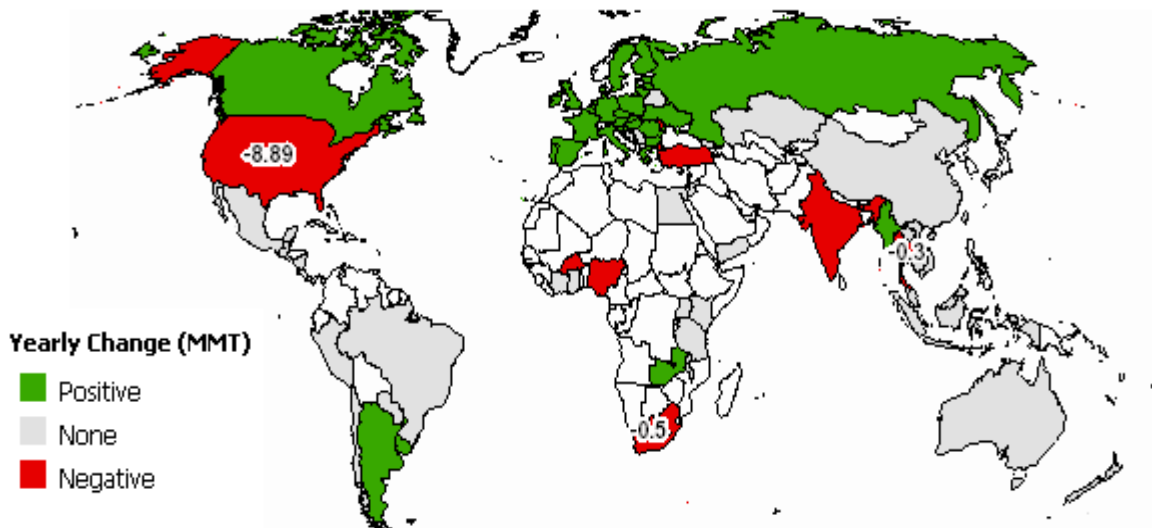 -8.89
-0.3
-0.5
Yearly Change (MMT)
Positive
None
Negative